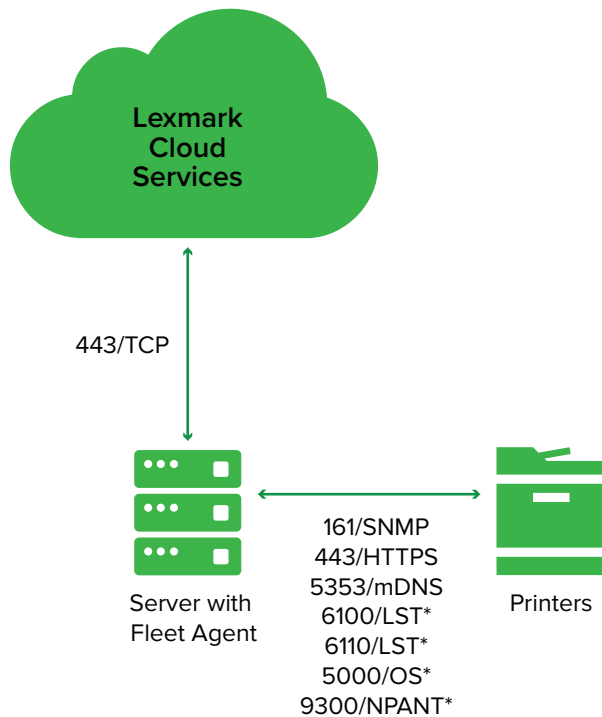 Lexmark
Cloud
Services
443/TCP
161/SNMP
443/HTTPS
5353/mDNS
6100/LST*
6110/LST*
5000/OS*
9300/NPANT*
Server with
Fleet Agent
Printers